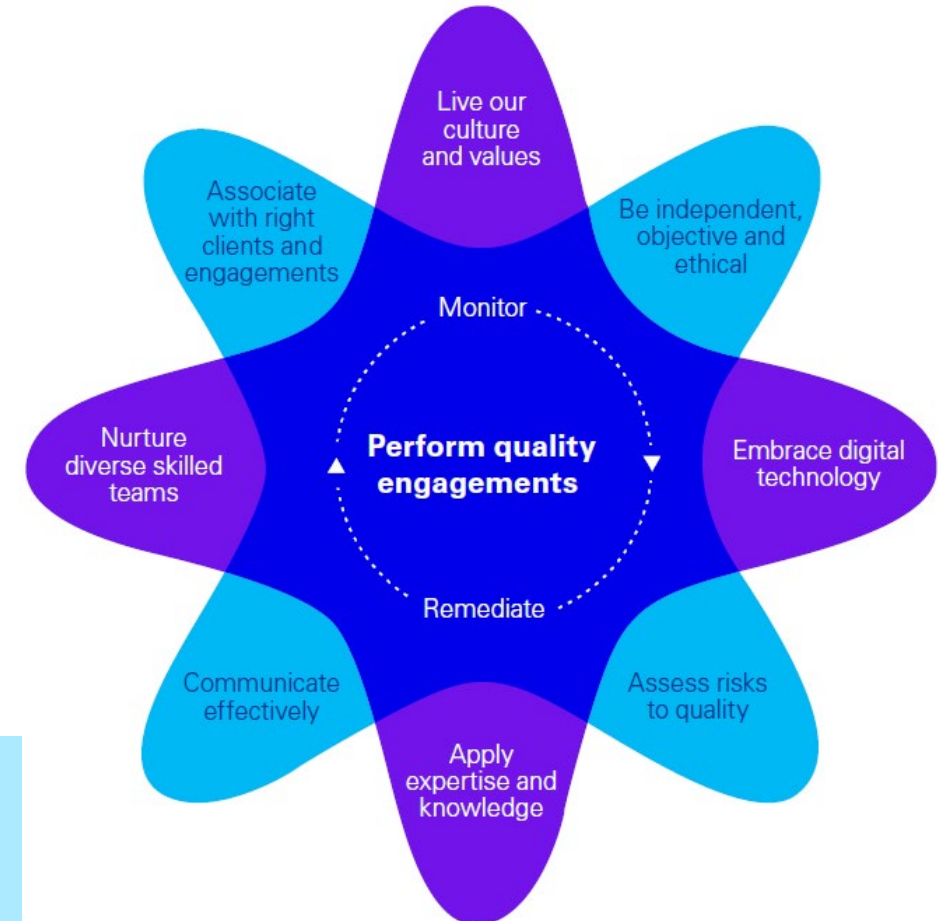 Live our
culture
and values
Associate
with right
clients and
engagements
Be independent,
objective and
ethical
Monitor
Nurture
diverse skilled
teams
Perform quality
engagements
Embrace digital
technology
Remediate
Communicate
effectively
Assess risks
to quality
Apply
expertise and
knowledge